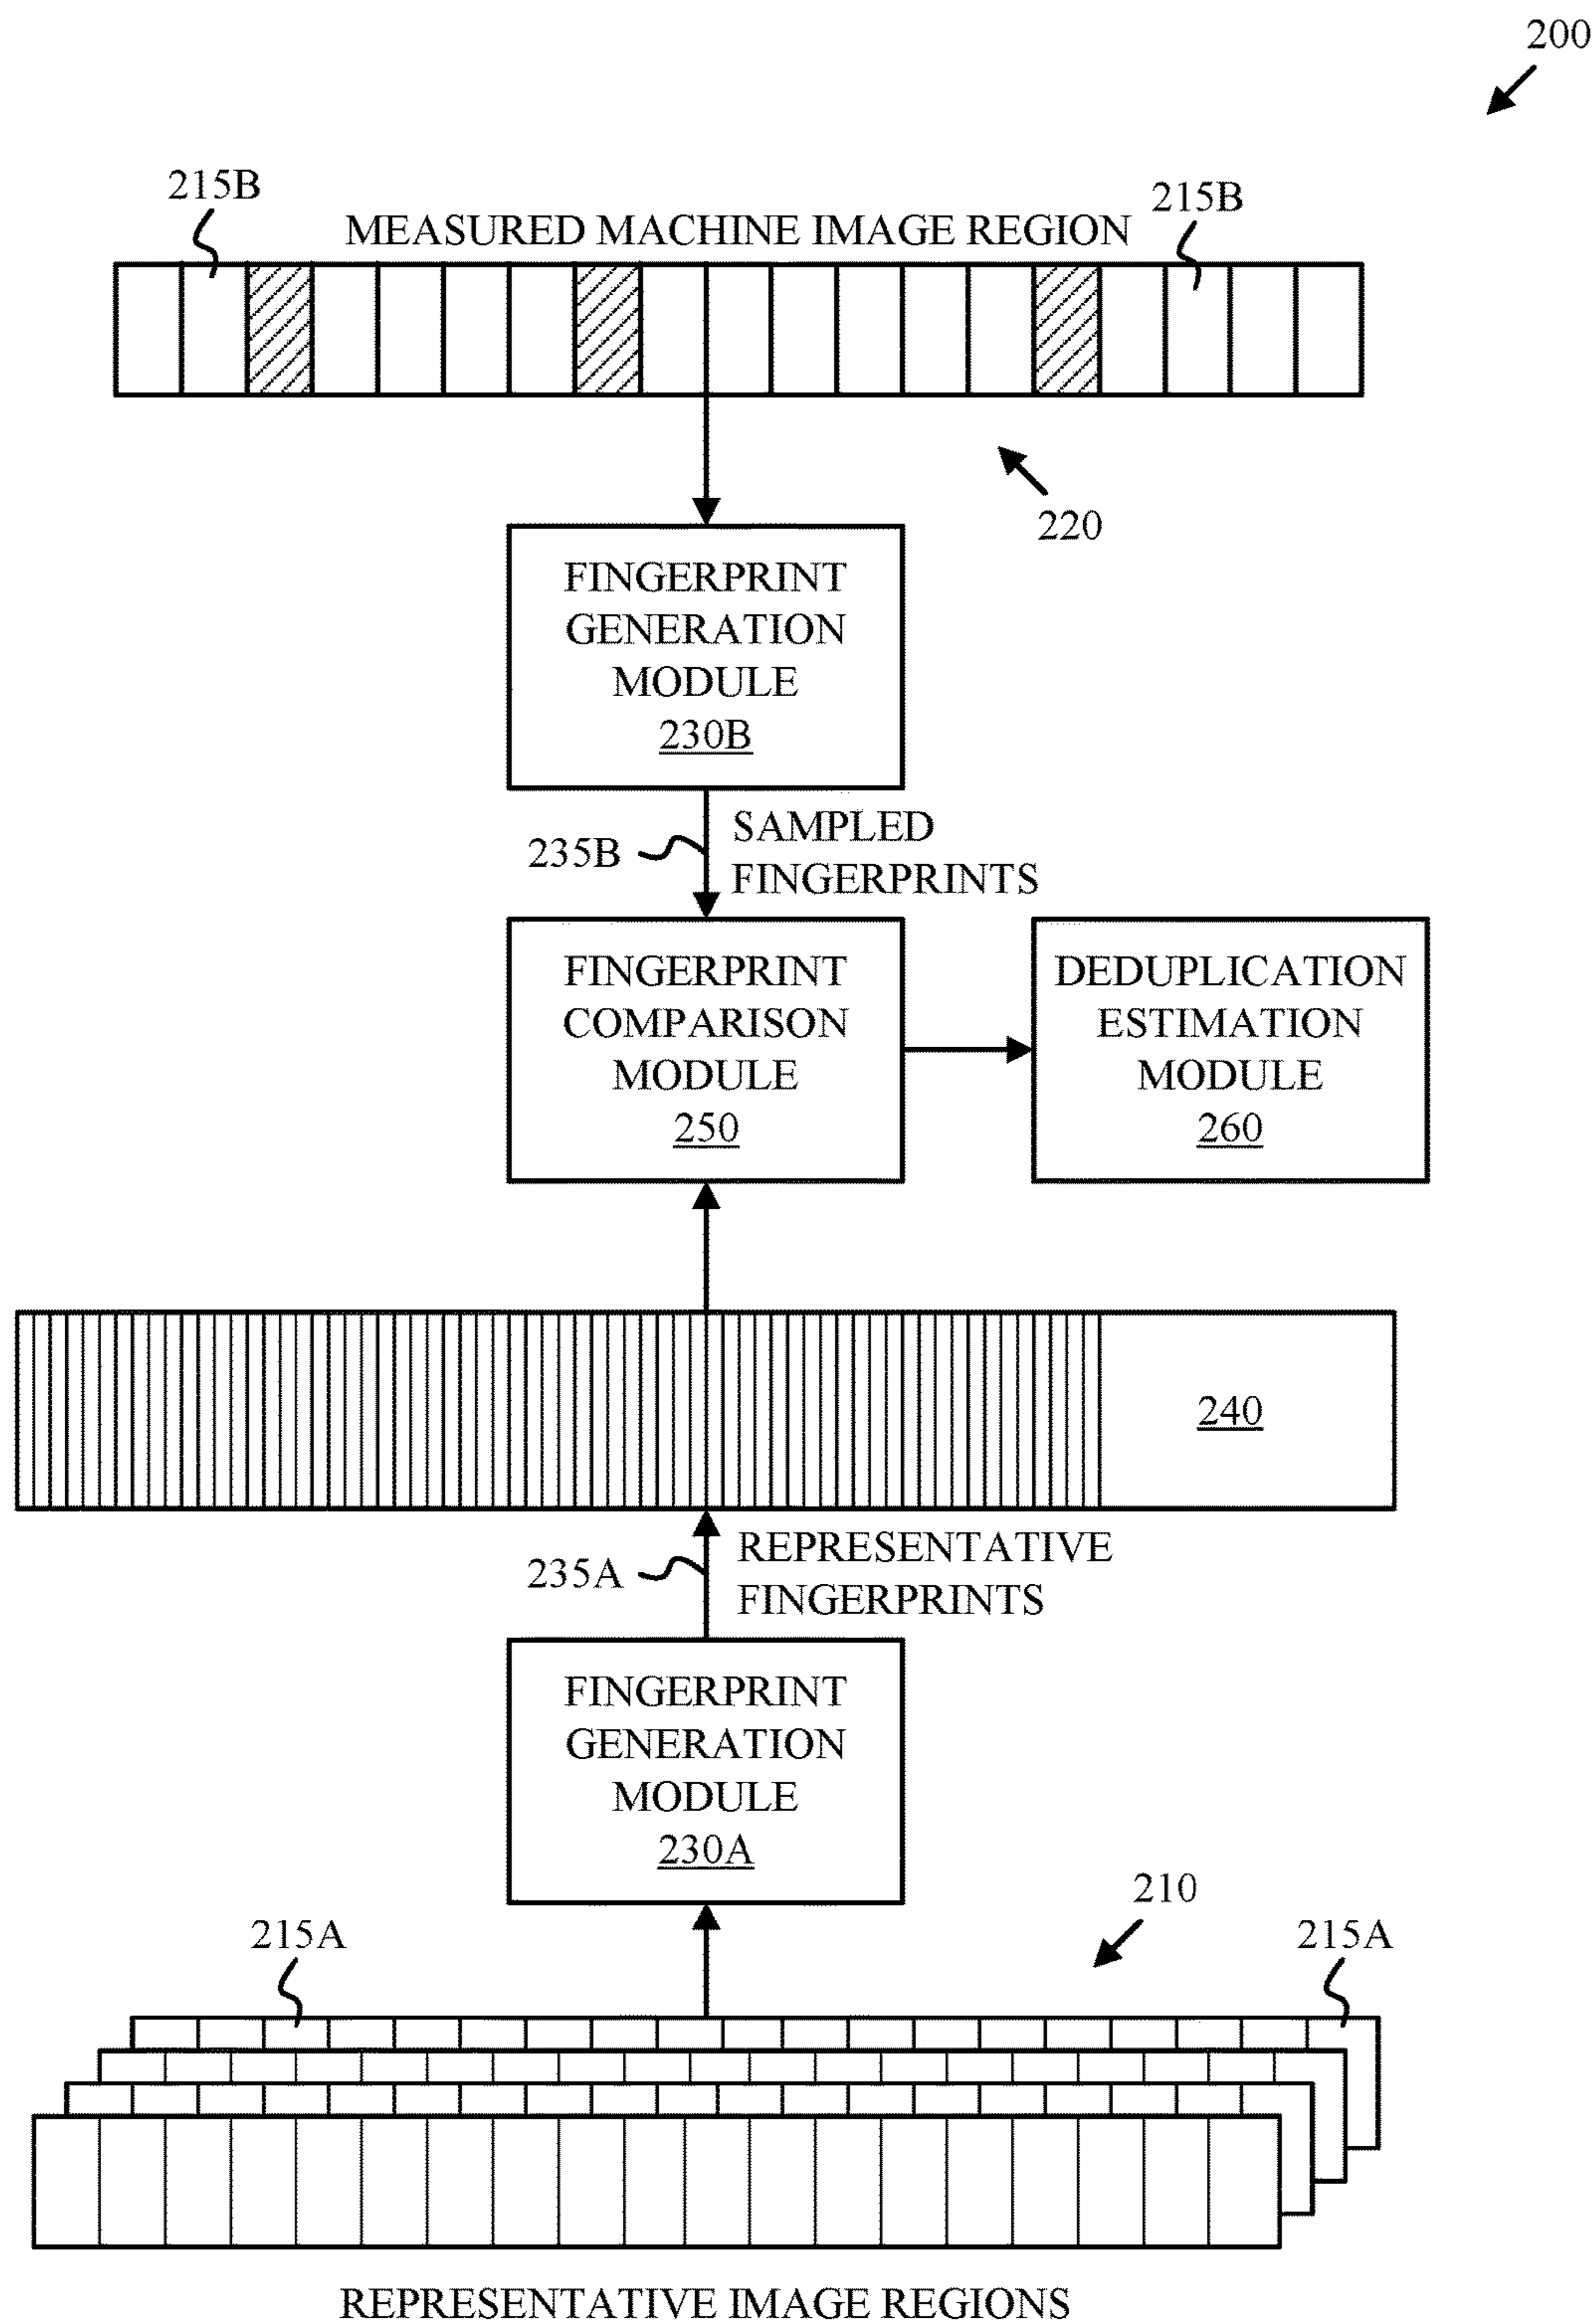 200
215B
215B
MEASURED MACHINE IMAGE REGION
220
FINGERPRINT
GENERATION
MODULE
230B
235B
SAMPLED
FINGERPRINTS
FINGERPRINT
COMPARISON
MODULE
250
DEDUPLICATION
ESTIMATION
MODULE
260
240
235A
REPRESENTATIVE
FINGERPRINTS
FINGERPRINT
GENERATION
MODULE
230A
210
215A
215A
REPRESENTATIVE IMAGE REGIONS